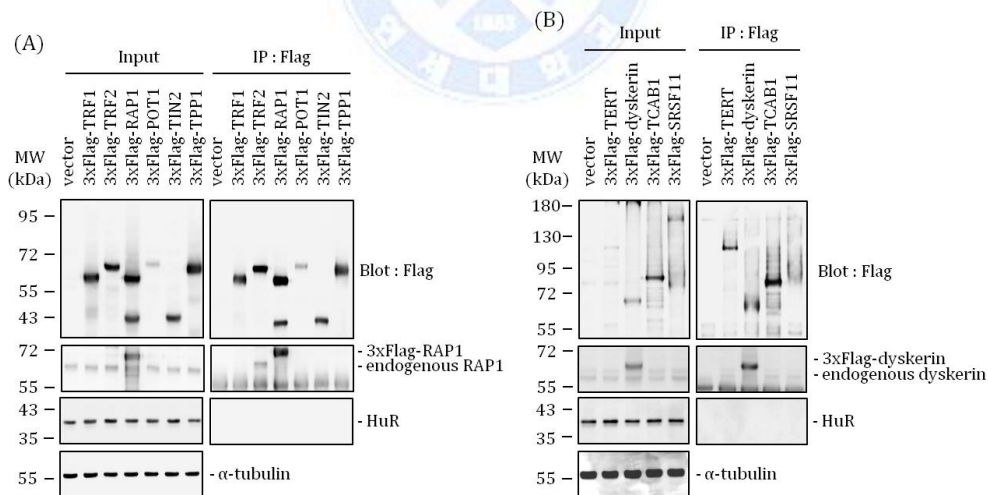 1885
(A)
Input
IP : Flag
MW
(kDa)
vector
3xFlag-TRF1
3xFlag-TRF2
3xFlag-RAP1
3xFlag-POT1
3xFlag-TIN2
3xFlag-TPP1
vector
3xFlag-TRF1
3xFlag-TRF2
3xFlag-RAP1
3xFlag-POT1
3xFlag-TIN2
3xFlag-TPP1
95
72
55
43
Blot : Flag
72
55
- 3xFlag-RAP1
- endogenous RAP1
43
35
- HuR
55
- α-tubulin
(B)
Input
IP : Flag
MW
(kDa)
vector
3xFlag-TERT
3xFlag-dyskerin
3xFlag-TCAB1
3xFlag-SRSF11
vector
3xFlag-TERT
3xFlag-dyskerin
3xFlag-TCAB1
3xFlag-SRSF11
180
130
95
72
55
Blot : Flag
72
55
- 3xFlag-dyskerin
- endogenous dyskerin
43
35
- HuR
55
- α-tubulin